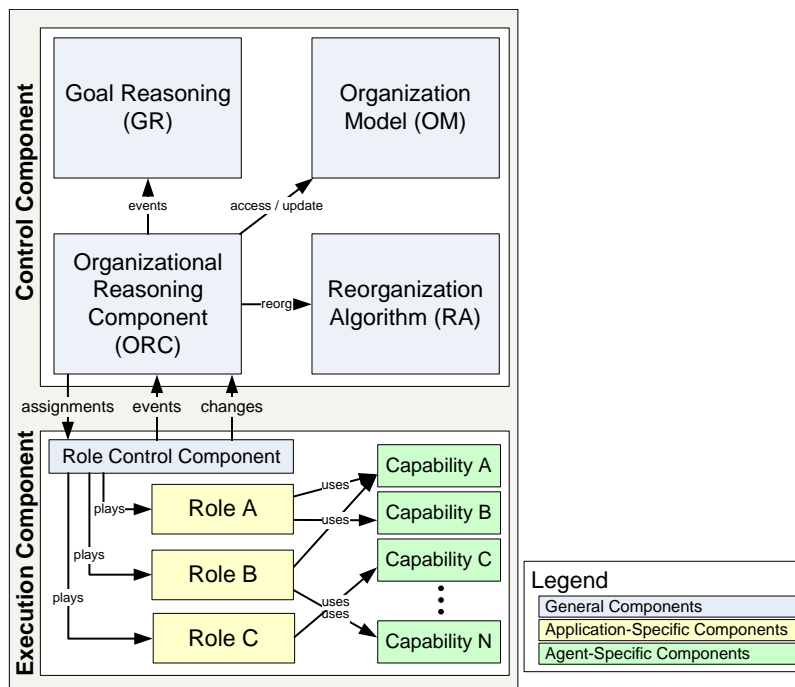 Control Component
Goal Reasoning
(GR)
Organization
Model (OM)
events
access / update
Organizational
Reasoning
Component
(ORC)
reorg
Reorganization
Algorithm (RA)
assignments
events
changes
Execution Component
Role Control Component
Capability A
uses
plays
Role A
uses
Capability B
plays
Role B
Capability C
plays
uses
uses
Role C
Capability N
Legend
General Components
Application-Specific Components
Agent-Specific Components